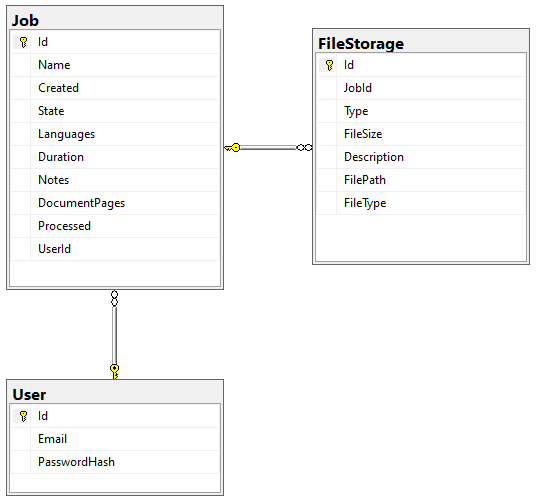 Job
Id
Name
Created
State
Languages
Duration
Notes
DocumentPages
Processed
UserId
FileStorage
Id
JobId
Type
FileSize
Description
FilePath
FileType
User
Id
Email
PasswordHash